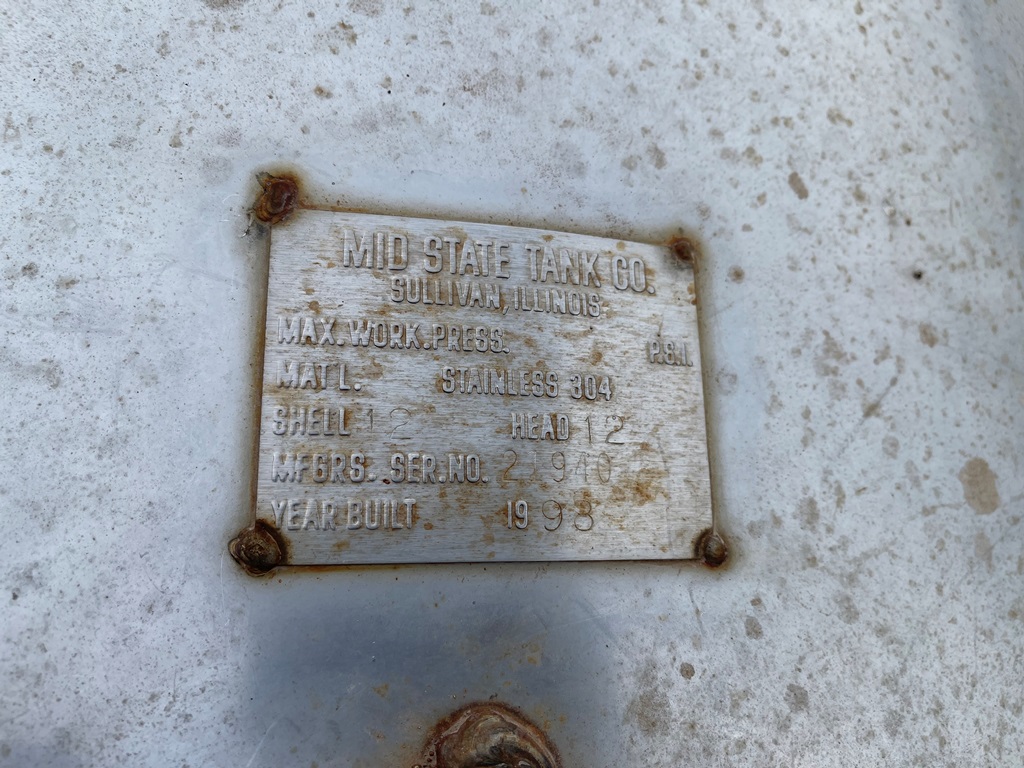 MID STATE TANK CO.
SULLIVAN, ILLINOIS
MAX. WORK. PRESS. P.S.I.
MAT'L. STAINLESS 304
SHELL 12 HEAD 12
MFGRS. SER. NO.
YEAR BUILT 1998